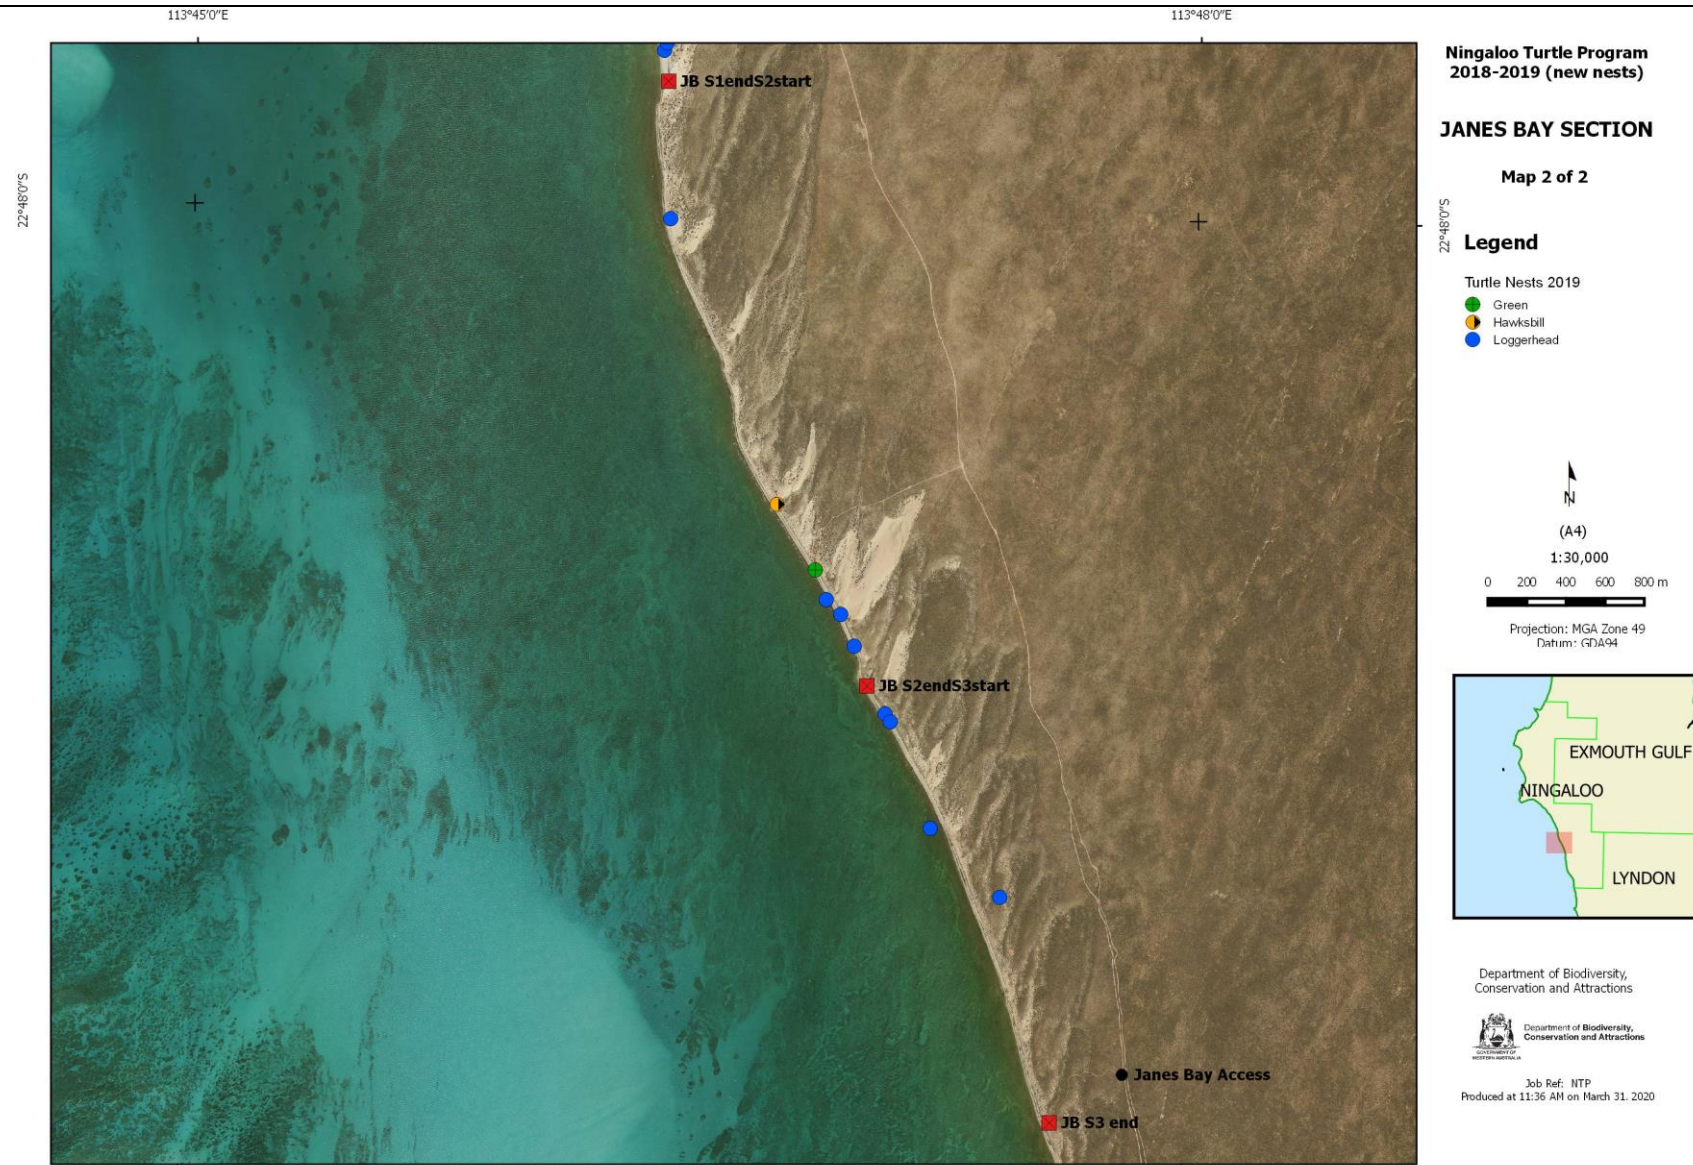 113°45'0"E
113°48'0"E
22°48'0"S
22°48'0"S
JB S1endS2start
JB S2endS3start
Janes Bay Access
JB S3 end
Ningaloo Turtle Program
2018-2019 (new nests)
JANES BAY SECTION
Map 2 of 2
Legend
Turtle Nests 2019
Green
Hawksbill
Loggerhead
N
(A4)
1:30,000
0 200 400 600 800 m
Projection: MGA Zone 49
Datum: GDA94
EXMOUTH GULF
NINGALOO
LYNDON
Department of Biodiversity,
Conservation and Attractions
Department of Biodiversity,
Conservation and Attractions
GOVERNMENT OF
WESTERN AUSTRALIA
Job Ref: NTP
Produced at 11:36 AM on March 31, 2020